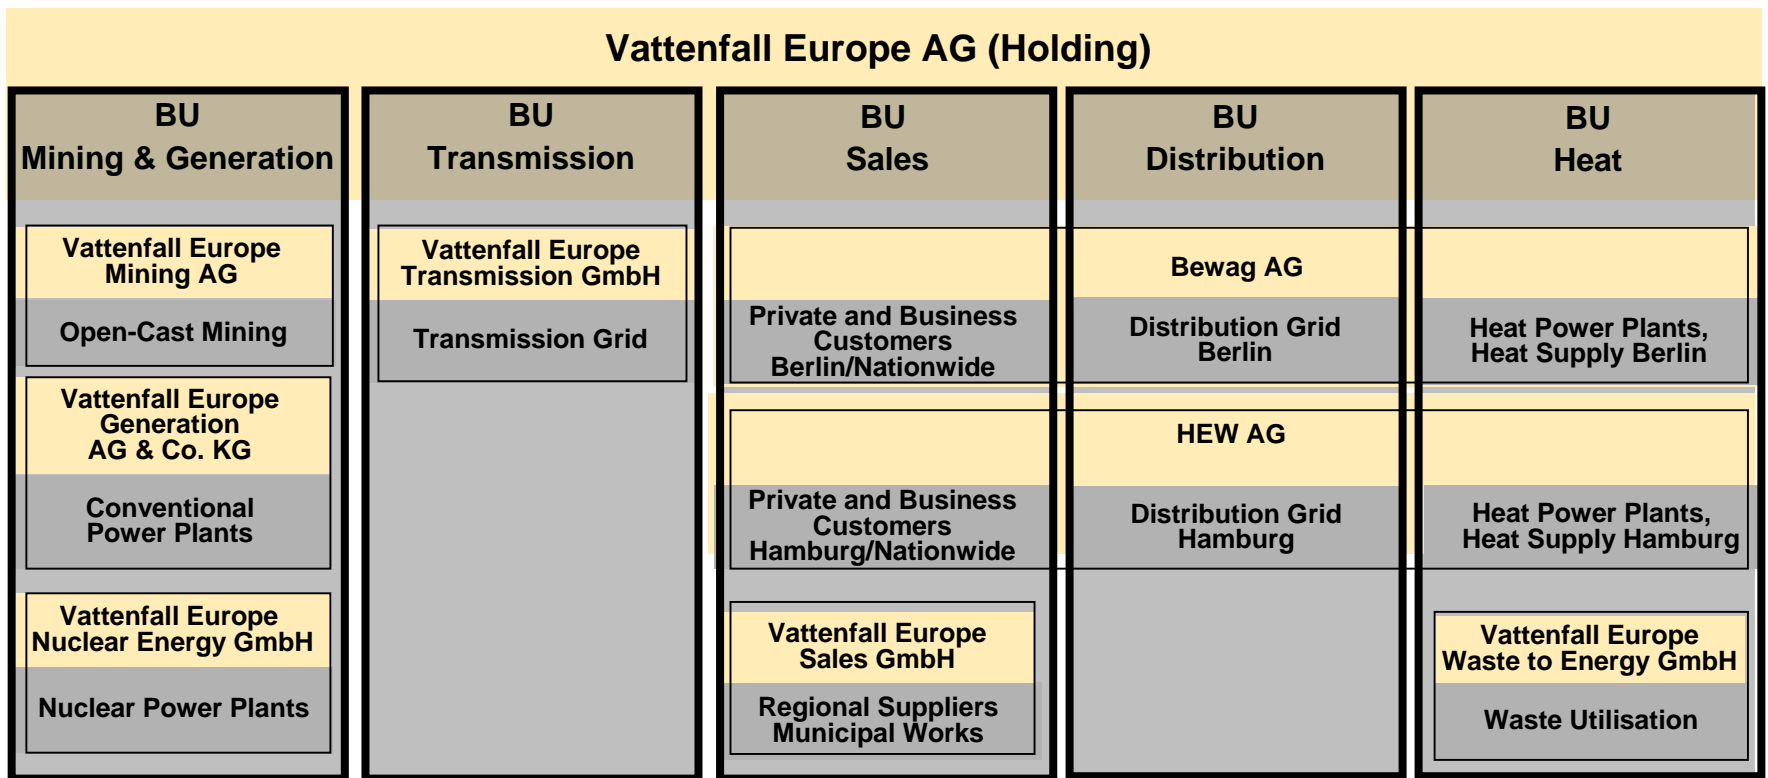 Vattenfall Europe AG (Holding)
BU
Mining & Generation
BU
Transmission
BU
Sales
BU
Distribution
BU
Heat
Vattenfall Europe
Mining AG
Open-Cast Mining
Vattenfall Europe
Generation
AG & Co. KG
Conventional
Power Plants
Vattenfall Europe
Nuclear Energy GmbH
Nuclear Power Plants
Vattenfall Europe
Transmission GmbH
Transmission Grid
Bewag AG
Private and Business
Customers
Berlin/Nationwide
Distribution Grid
Berlin
Heat Power Plants,
Heat Supply Berlin
HEW AG
Private and Business
Customers
Hamburg/Nationwide
Distribution Grid
Hamburg
Heat Power Plants,
Heat Supply Hamburg
Vattenfall Europe
Sales GmbH
Regional Suppliers
Municipal Works
Vattenfall Europe
Waste to Energy GmbH
Waste Utilisation